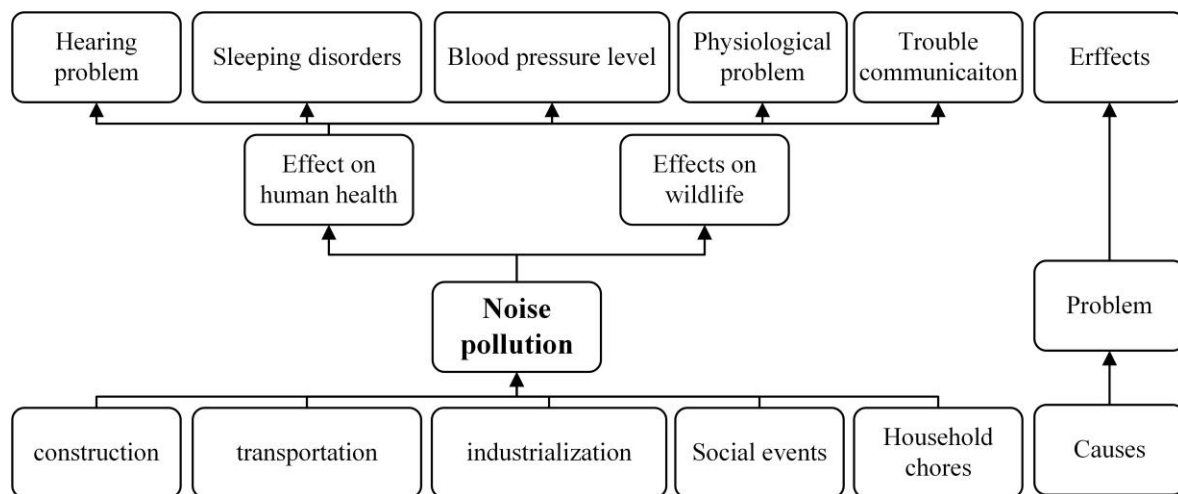 Hearing
problem
Sleeping disorders
Blood pressure level
Physiological
problem
Trouble
communicaiton
Erffects
Effect on
human health
Effects on
wildlife
Noise
pollution
Problem
construction
transportation
industrialization
Social events
Household
chores
Causes